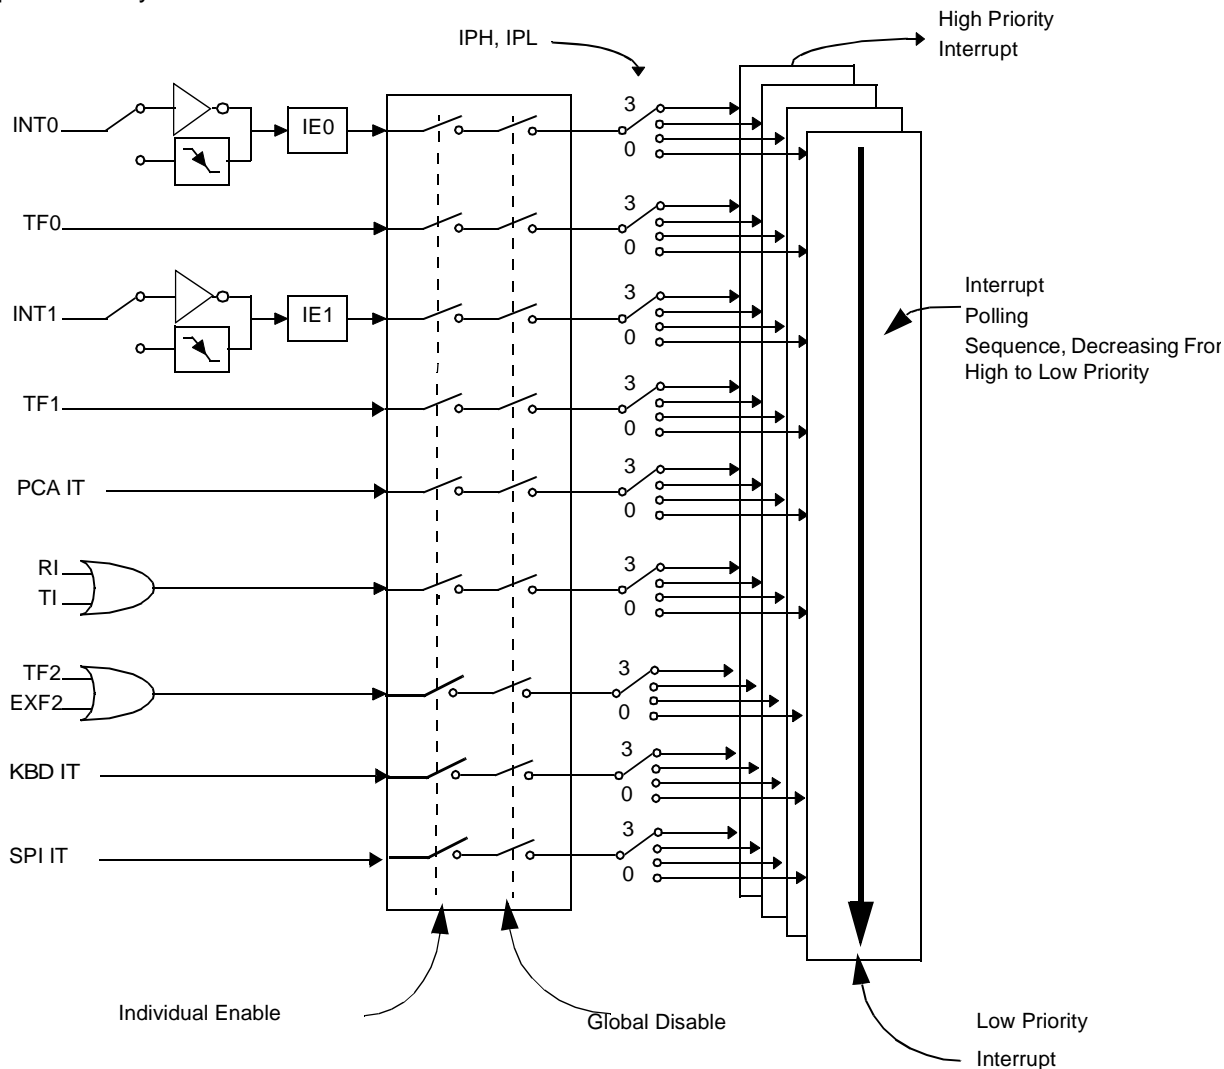 High Priority
Interrupt
IPH, IPL
3
INT0
IE0
0
3
TF0
0
Interrupt
Polling
Sequence, Decreasing From
High to Low Priority
3
INT1
IE1
0
3
TF1
0
3
PCA IT
0
3
RI
TI
0
3
TF2
EXF2
0
3
KBD IT
0
3
SPI IT
0
Individual Enable
Global Disable
Low Priority
Interrupt